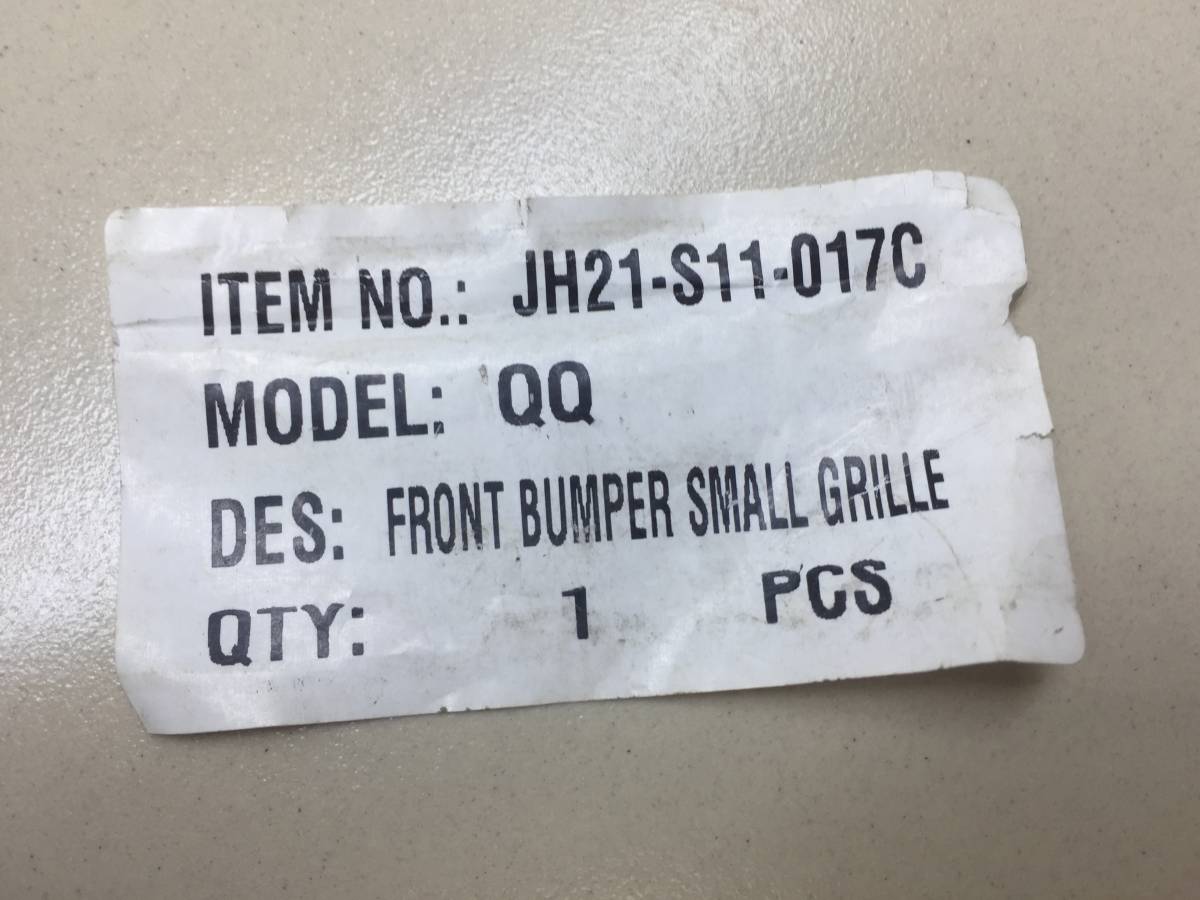 ITEM NO.: JH21-S11-017C
MODEL: QQ
DES: FRONT BUMPER SMALL GRILLE
QTY: 1 PCS